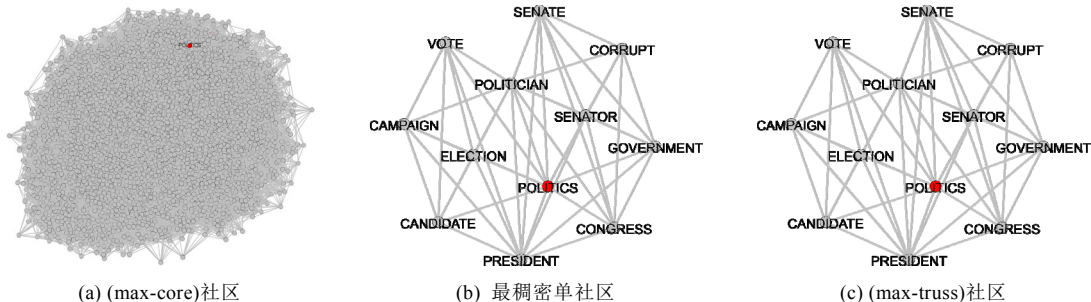 POLITICS
SENATE
VOTE
CORRUPT
POLITICIAN
SENATOR
CAMPAIGN
ELECTION
GOVERNMENT
POLITICS
CANDIDATE
CONGRESS
PRESIDENT
SENATE
VOTE
CORRUPT
POLITICIAN
SENATOR
CAMPAIGN
ELECTION
GOVERNMENT
POLITICS
CANDIDATE
CONGRESS
PRESIDENT
(a) (max-core)社区
(b) 最稠密单社区
(c) (max-truss)社区